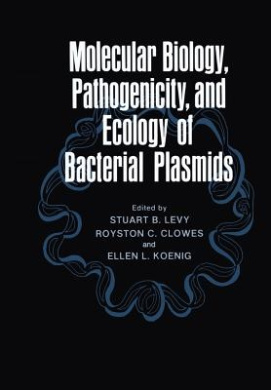 Molecular Biology,
Pathogenicity, and
Ecology of
Bacterial Plasmids
Edited by
STUART B. LEVY
ROYSTON C. CLOWES
and
ELLEN L. KOENIG